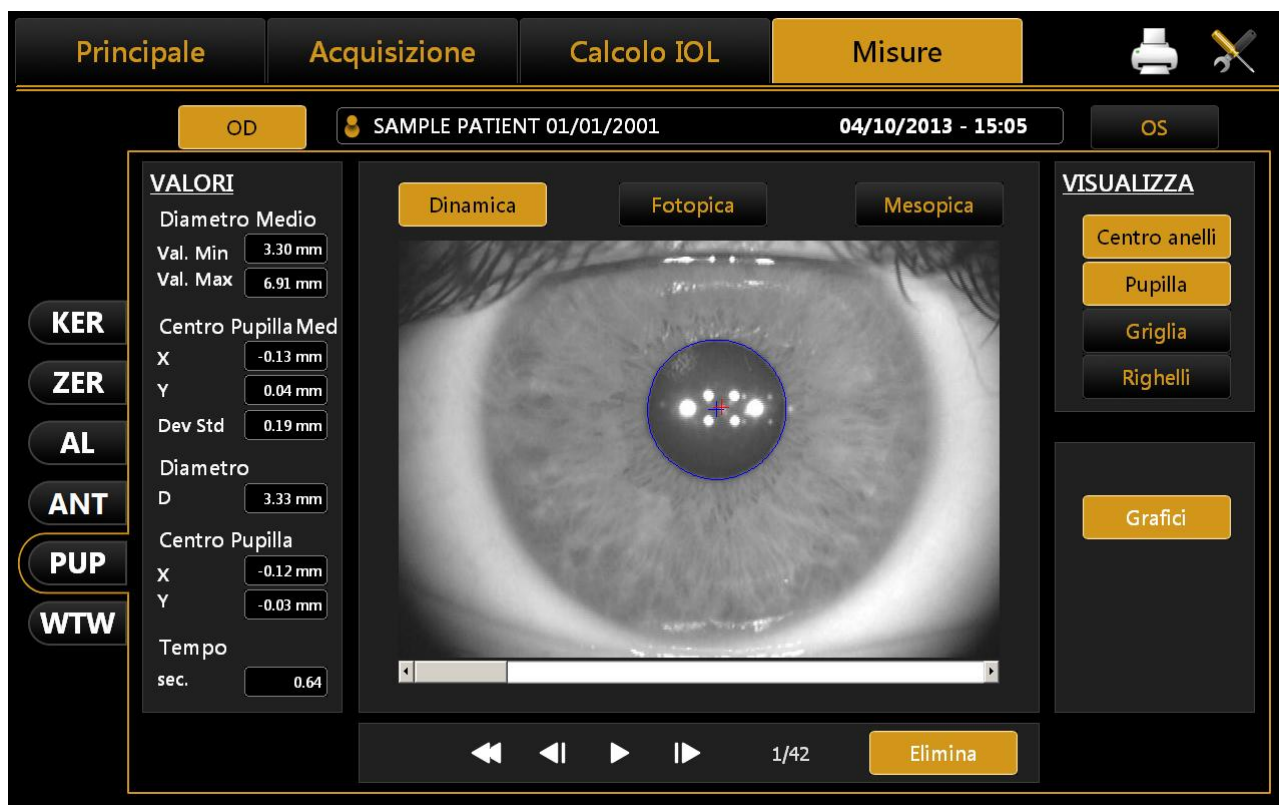 Principale Acquisizione Calcolo IOL Misure
OD SAMPLE PATIENT 01/01/2001 04/10/2013 - 15:05 OS
VALORI
Diametro Medio
Val. Min 3.30 mm
Val. Max 6.91 mm
Centro Pupilla Med
X -0.13 mm
Y 0.04 mm
Dev Std 0.19 mm
Diametro
D 3.33 mm
Centro Pupilla
X -0.12 mm
Y -0.03 mm
Tempo
sec. 0.64
KER
ZER
AL
ANT
PUP
WTW
Dinamica Fotopica Mesopica
1/42 Elimina
VISUALIZZA
Centro anelli
Pupilla
Griglia
Righelli
Grafici